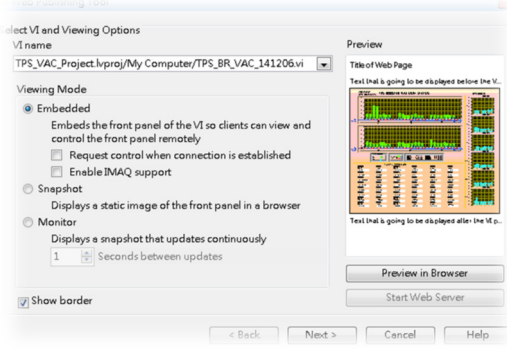 Web Publishing Tool
Select VI and Viewing Options
VI name
TPS_VAC_Project.lvproj/My Computer/TPS_BR_VAC_141206.vi
Viewing Mode
Embedded
Embeds the front panel of the VI so clients can view and
control the front panel remotely
Request control when connection is established
Enable IMAQ support
Snapshot
Displays a static image of the front panel in a browser
Monitor
Displays a snapshot that updates continuously
1 Seconds between updates
Show border
Preview
Title of Web Page
Text that is going to be displayed before the V...
Text that is going to be displayed after the VI p...
Preview in Browser
Start Web Server
< Back
Next >
Cancel
Help